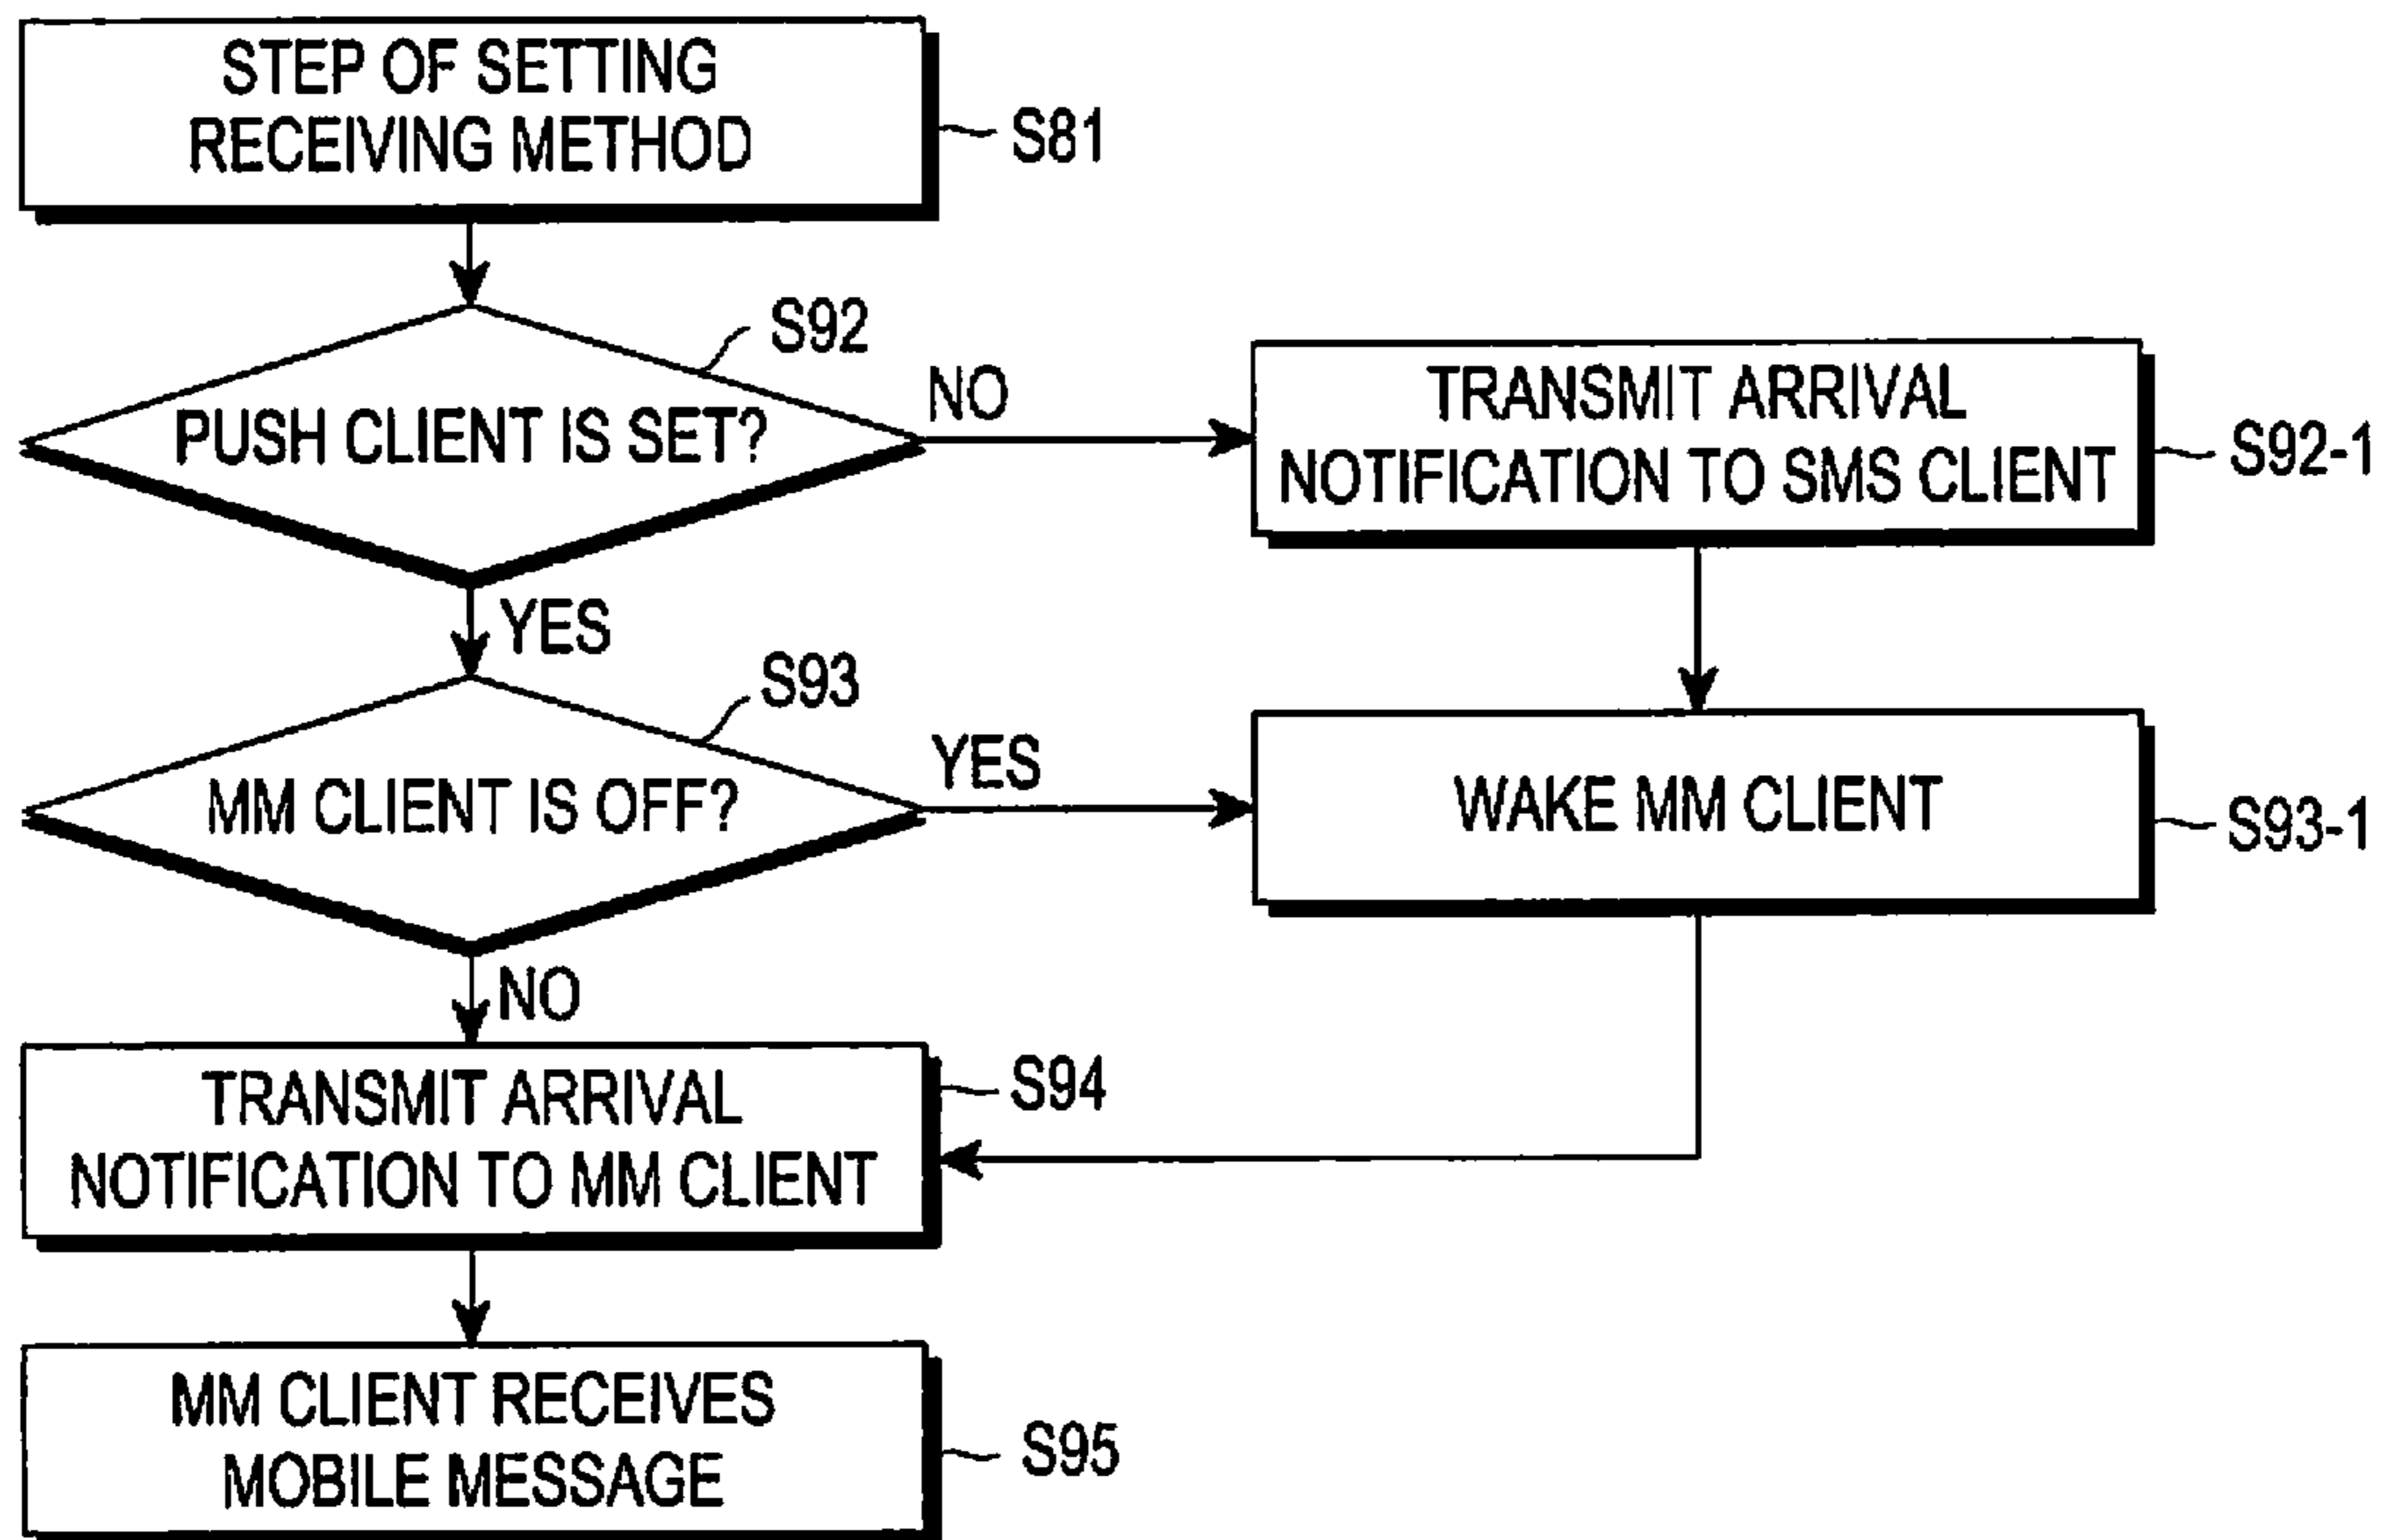 STEP OF SETTING
RECEIVING METHOD
S81
S92
PUSH CLIENT IS SET?
NO
TRANSMIT ARRIVAL
NOTIFICATION TO SMS CLIENT
S92-1
YES
S93
MM CLIENT IS OFF?
YES
WAKE MM CLIENT
S93-1
NO
TRANSMIT ARRIVAL
NOTIFICATION TO MM CLIENT
S94
MM CLIENT RECEIVES
MOBILE MESSAGE
S95